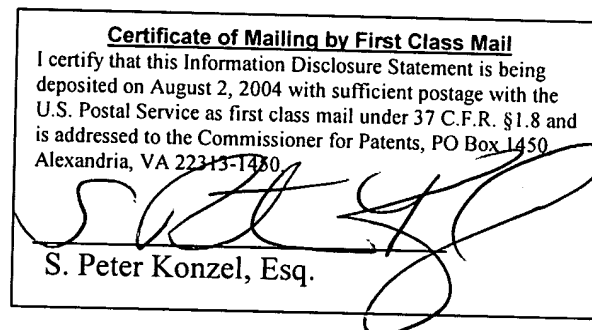 Certificate of Mailing by First Class Mail
I certify that this Information Disclosure Statement is being
deposited on August 2, 2004 with sufficient postage with the
U.S. Postal Service as first class mail under 37 C.F.R. §1.8 and
is addressed to the Commissioner for Patents, PO Box 1450
Alexandria, VA 22313-1450.
S. Peter Konzel, Esq.